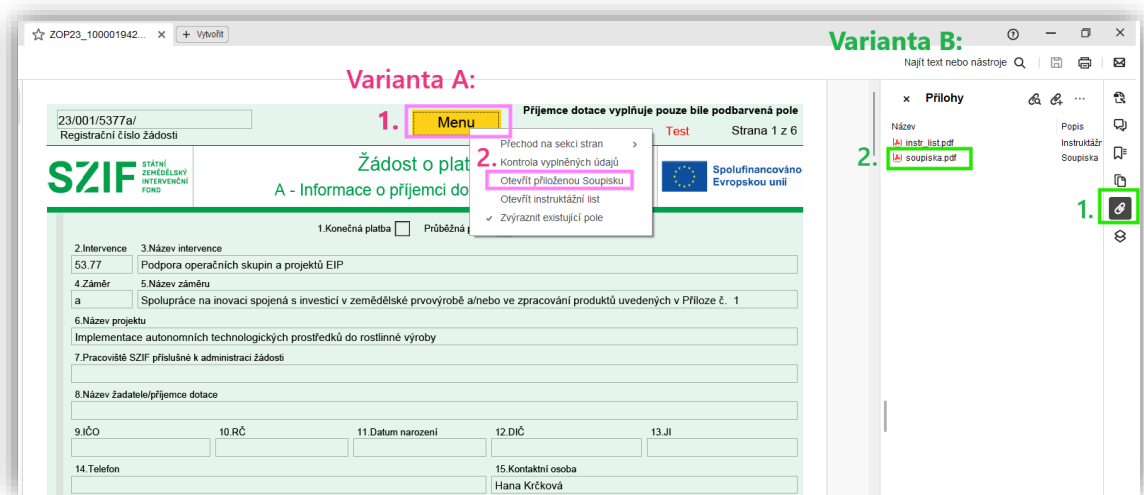 ZOP23_100001942...
+ Vytvořit
Varianta B:
Najít text nebo nástroje
Varianta A:
23/001/5377a/
Registrační číslo žádosti
1.
Menu
Příjemce dotace vyplňuje pouze bíle podbarvená pole
Test
Strana 1 z 6
SZIF
STÁTNÍ
ZEMĚDĚLSKÝ
INTERVENČNÍ
FOND
Žádost o plat
A - Informace o příjemci do
2.
Přechod na sekci stran
Kontrola vyplněných údajů
Otevřít přiloženou Soupisku
Otevřít instruktážní list
Zvýraznit existující pole
Spolufinancováno
Evropskou unií
1.Konečná platba
Průběžná p
2.Intervence
3.Název intervence
53.77
Podpora operačních skupin a projektů EIP
4.Záměr
5.Název záměru
a
Spolupráce na inovaci spojená s investicí v zemědělské prvovýrobě a/nebo ve zpracování produktů uvedených v Příloze č. 1
6.Název projektu
Implementace autonomních technologických prostředků do rostlinné výroby
7.Pracoviště SZIF příslušné k administraci žádosti
8.Název žadatele/příjemce dotace
9.IČO
10.RČ
11.Datum narození
12.DIČ
13.JI
14.Telefon
15.Kontaktní osoba
Hana Krčková
Přílohy
Název
Popis
instr_list.pdf
Instruktážn
2.
soupiska.pdf
Soupiska
1.